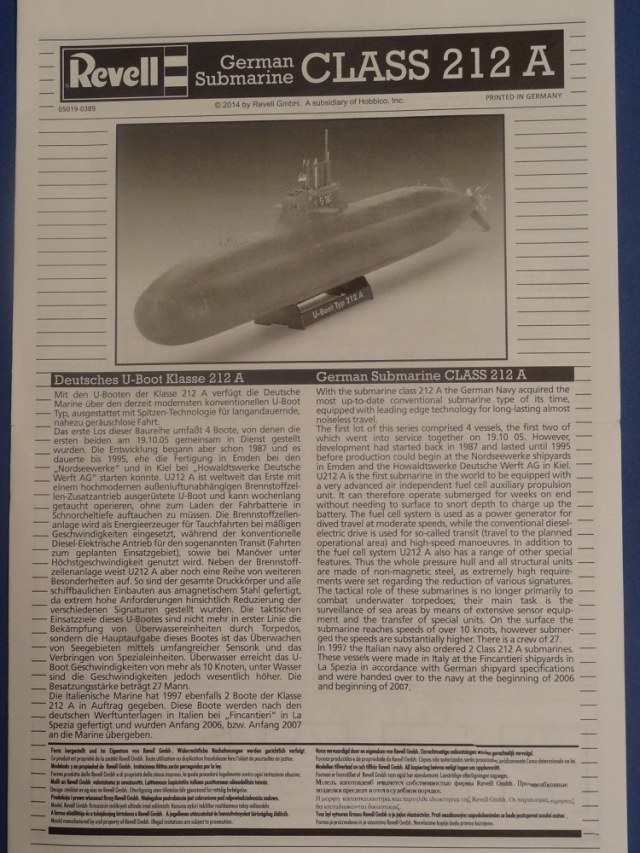 Revell
German
Submarine
CLASS 212 A
05019-0389
© 2014 by Revell GmbH. A subsidiary of Hobbico, Inc.
PRINTED IN GERMANY
U-Boot Typ 212 A
Deutsches U-Boot Klasse 212 A
Mit den U-Booten der Klasse 212 A verfügt die Deutsche
Marine über den derzeit modernsten konventionellen U-Boot
Typ, ausgestattet mit Spitzen-Technologie für langandauernde,
nahezu geräuschlose Fahrt.
Das erste Los dieser Baureihe umfaßt 4 Boote, von denen die
ersten beiden am 19.10.05 gemeinsam in Dienst gestellt
wurden. Die Entwicklung begann aber schon 1987 und es
dauerte bis 1995, ehe die Fertigung in Emden bei den
„Nordseewerke“ und in Kiel bei „Howaldtswerke Deutsche
Werft AG“ starten konnte. U212 A ist weltweit das Erste mit
einem hochmodernen außenluftunabhängigen Brennstoffzel-
len-Zusatzantrieb ausgerüstete U-Boot und kann wochenlang
getaucht operieren, ohne zum Laden der Fahrbatterie in
Schnorcheltiefe auftauchen zu müssen. Die Brennstoffzellen-
anlage wird als Energieerzeuger für Tauchfahrten bei mäßigen
Geschwindigkeiten eingesetzt, während der konventionelle
Diesel-Elektrische Antrieb für den sogenannten Transit (Fahrten
zum geplanten Einsatzgebiet), sowie bei Manöver unter
Höchstgeschwindigkeit genutzt wird. Neben der Brennstoff-
zellenanlage weist U212 A aber noch eine Reihe von weiteren
Besonderheiten auf. So sind der gesamte Druckkörper und alle
schiffbaulichen Einbauten aus amagnetischem Stahl gefertigt,
da extrem hohe Anforderungen hinsichtlich Reduzierung der
verschiedenen Signaturen gestellt wurden. Die taktischen
Einsatzziele dieses U-Bootes sind nicht mehr in erster Linie die
Bekämpfung von Überwassereinheiten durch Torpedos,
sondern die Hauptaufgabe dieses Bootes ist das Überwachen
von Seegebieten mittels umfangreicher Sensorik und das
Verbringen von Spezialeinheiten. Überwasser erreicht das U-
Boot Geschwindigkeiten von mehr als 10 Knoten, unter Wasser
sind die Geschwindigkeiten jedoch wesentlich höher. Die
Besatzungsstärke beträgt 27 Mann.
Die Italienische Marine hat 1997 ebenfalls 2 Boote der Klasse
212 A in Auftrag gegeben. Diese Boote werden nach den
deutschen Werftunterlagen in Italien bei „Fincantieri“ in La
Spezia gefertigt und wurden Anfang 2006, bzw. Anfang 2007
an die Marine übergeben.
German Submarine CLASS 212 A
With the submarine class 212 A the German Navy acquired the
most up-to-date conventional submarine type of its time,
equipped with leading edge technology for long-lasting almost
noiseless travel.
The first lot of this series comprised 4 vessels, the first two of
which went into service together on 19.10 05. However,
development had started back in 1987 and lasted until 1995
before production could begin at the Nordseewerke shipyards
in Emden and the Howaldtswerke Deutsche Werft AG in Kiel.
U212 A is the first submarine in the world to be equipped with
a very advanced air independent fuel cell auxiliary propulsion
unit. It can therefore operate submerged for weeks on end
without needing to surface to snort depth to charge up the
battery. The fuel cell system is used as a power generator for
dived travel at moderate speeds, while the conventional diesel-
electric drive is used for so-called transit (travel to the planned
operational area) and high-speed manoeuvres. In addition to
the fuel cell system U212 A also has a range of other special
features. Thus the whole pressure hull and all structural units
are made of non-magnetic steel, as extremely high require-
ments were set regarding the reduction of various signatures.
The tactical role of these submarines is no longer primarily to
combat underwater torpedoes; their main task is the
surveillance of sea areas by means of extensive sensor equip-
ment and the transfer of special units. On the surface the
submarine reaches speeds of over 10 knots, however submer-
ged the speeds are substantially higher. There is a crew of 27.
In 1997 the Italian navy also ordered 2 Class 212 A submarines.
These vessels were made in Italy at the Fincantieri shipyards in
La Spezia in accordance with German shipyard specifications
and were handed over to the navy at the beginning of 2006
and beginning of 2007.